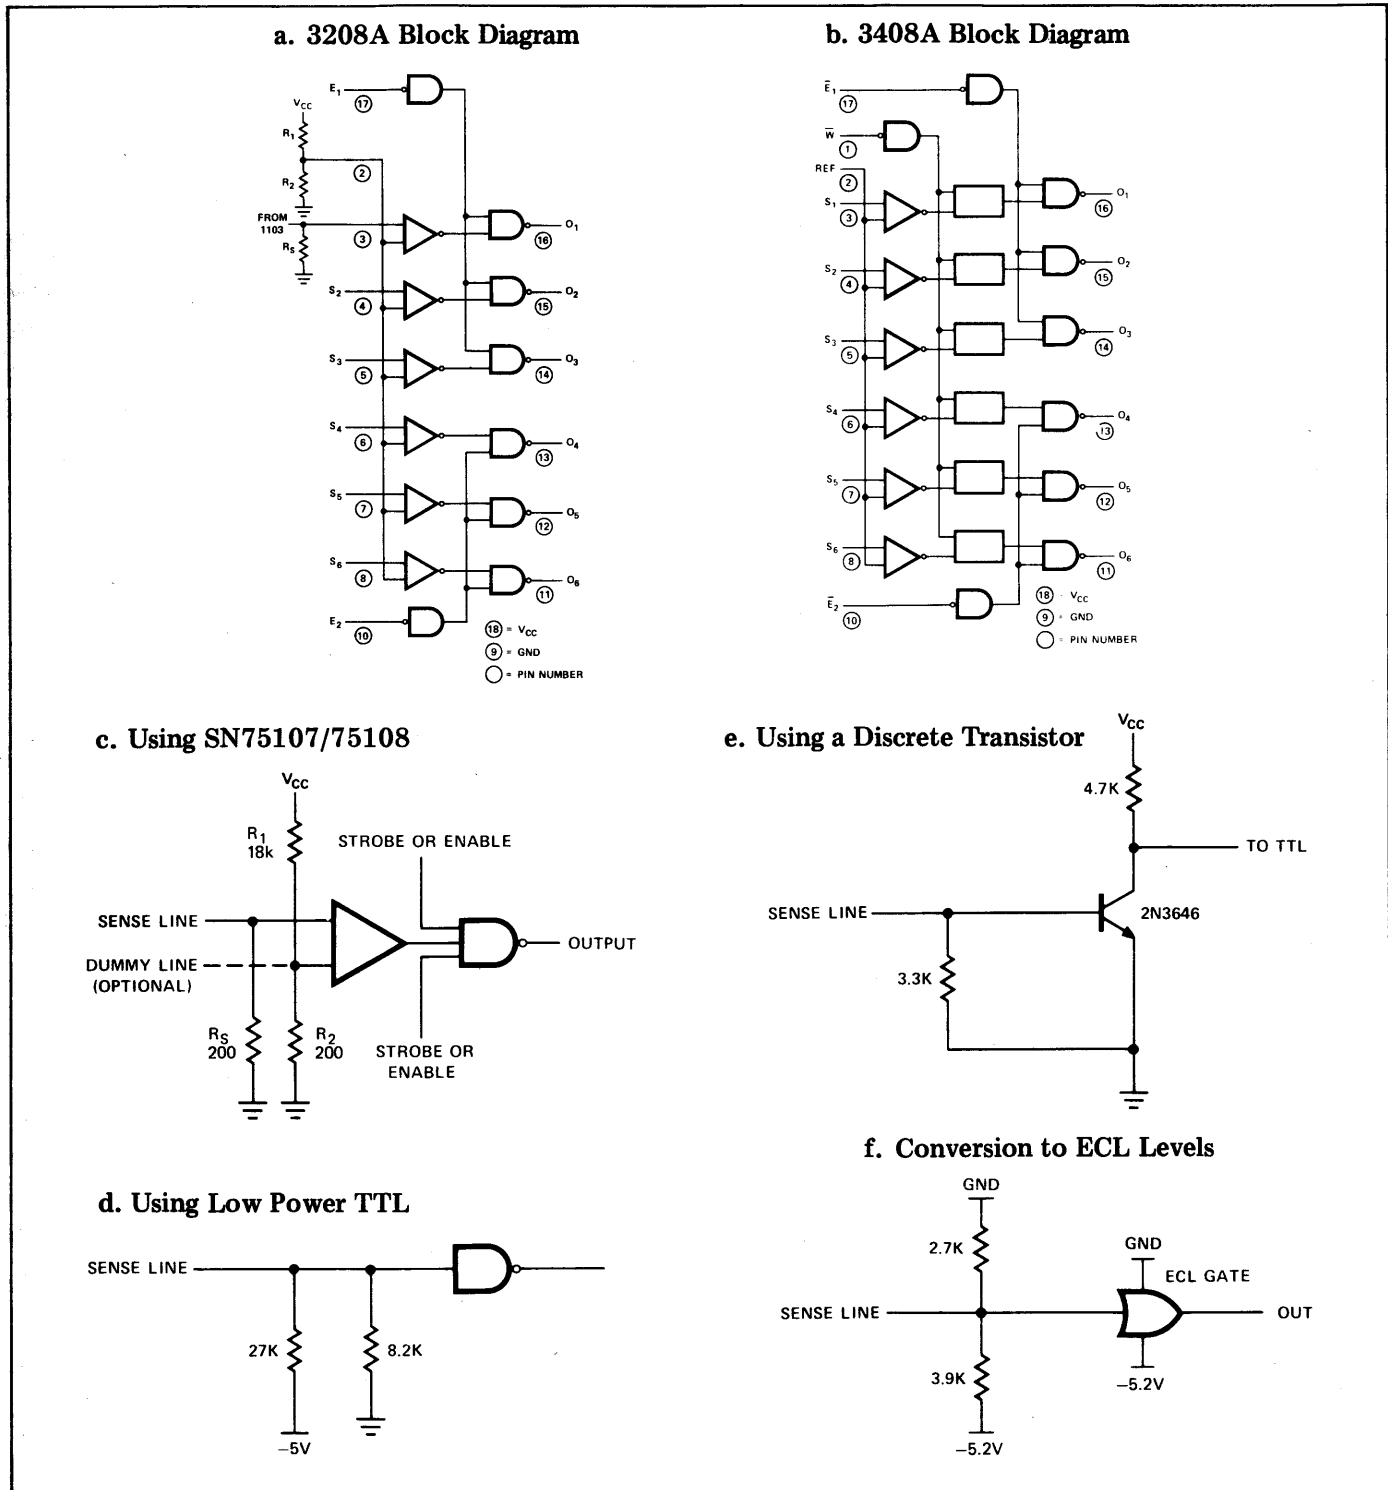 a. 3208A Block Diagram
E1
17
VCC
R1
2
R2
FROM
1103
3
RS
O1
16
S2
4
O2
15
S3
5
O3
14
S4
6
O4
13
S5
7
O5
12
S6
8
O6
11
E2
10
18 = VCC
9 = GND
= PIN NUMBER
b. 3408A Block Diagram
E̅1
17
W̅
1
REF
2
S1
3
O1
16
S2
4
O2
15
S3
5
O3
14
S4
6
O4
13
S5
7
O5
12
S6
8
O6
11
E̅2
10
18 - VCC
9 = GND
= PIN NUMBER
c. Using SN75107/75108
VCC
R1
18k
STROBE OR ENABLE
SENSE LINE
OUTPUT
DUMMY LINE
(OPTIONAL)
RS
200
R2
200
STROBE OR
ENABLE
e. Using a Discrete Transistor
VCC
4.7K
TO TTL
SENSE LINE
2N3646
3.3K
d. Using Low Power TTL
SENSE LINE
27K
8.2K
–5V
f. Conversion to ECL Levels
GND
2.7K
GND
ECL GATE
SENSE LINE
OUT
3.9K
–5.2V
–5.2V